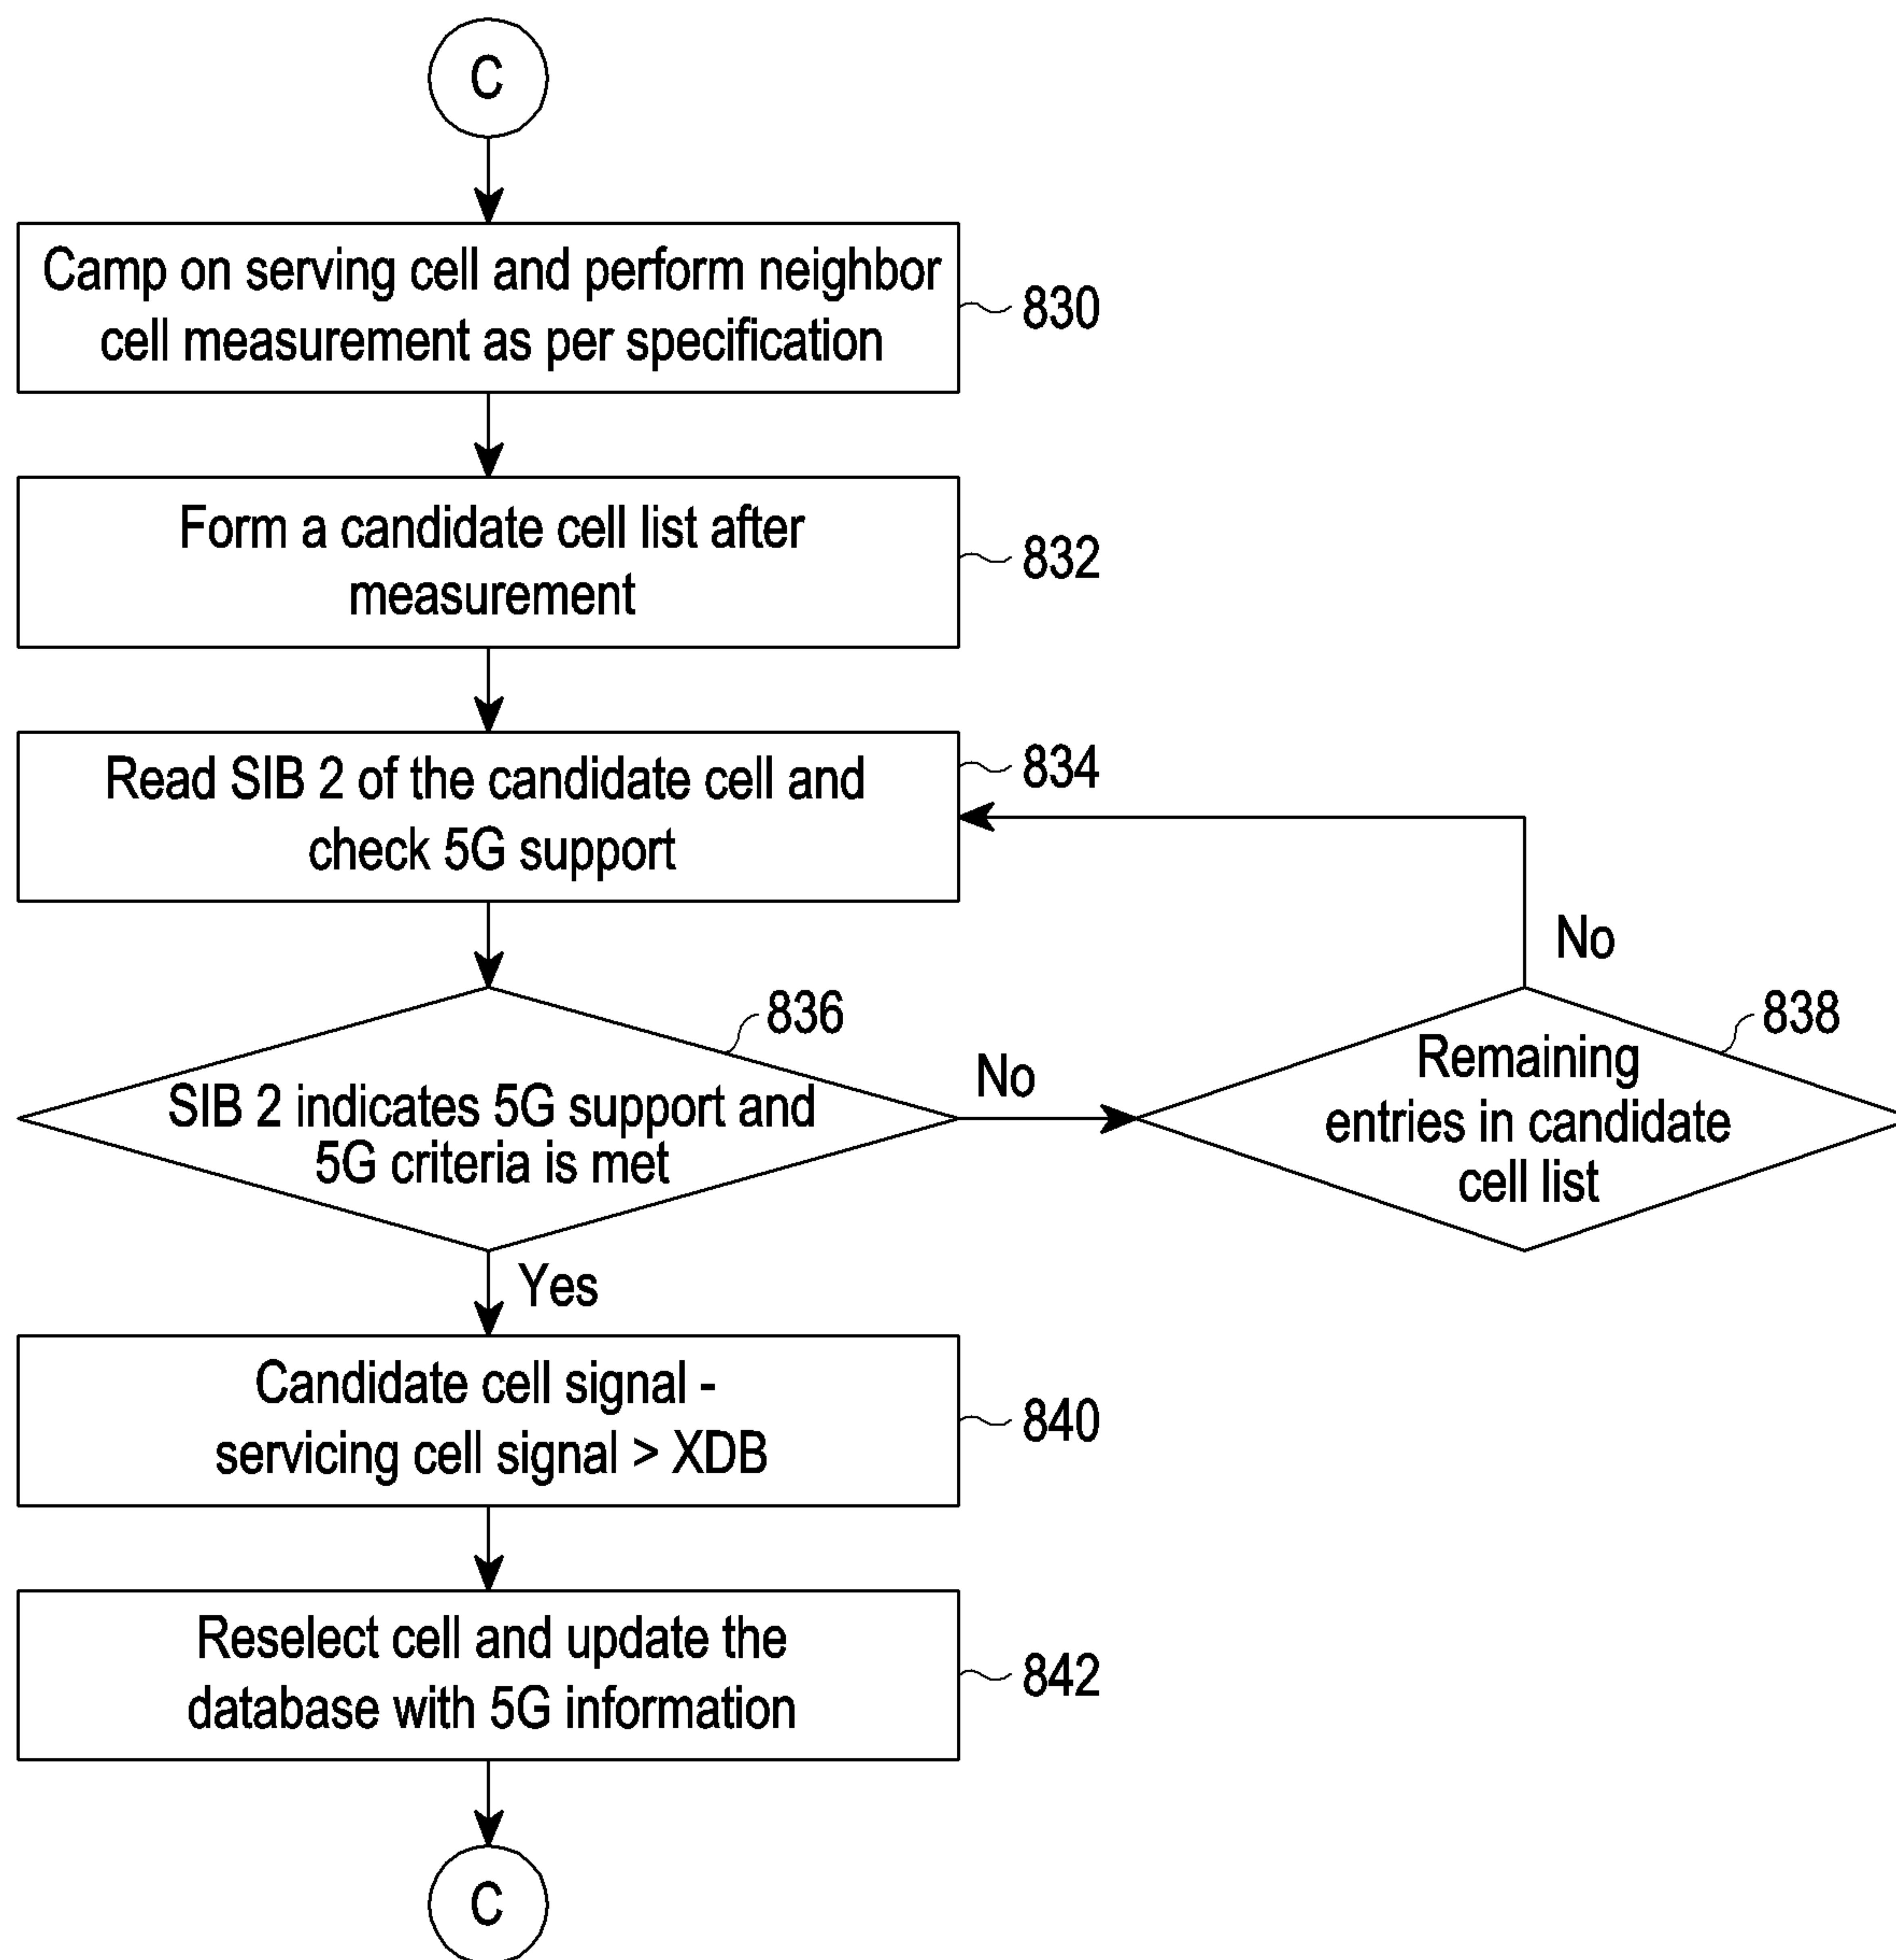 C
Camp on serving cell and perform neighbor
cell measurement as per specification
830
Form a candidate cell list after
measurement
832
Read SIB 2 of the candidate cell and
check 5G support
834
SIB 2 indicates 5G support and
5G criteria is met
836
No
Remaining
entries in candidate
cell list
838
No
Yes
Candidate cell signal -
servicing cell signal > XDB
840
Reselect cell and update the
database with 5G information
842
C